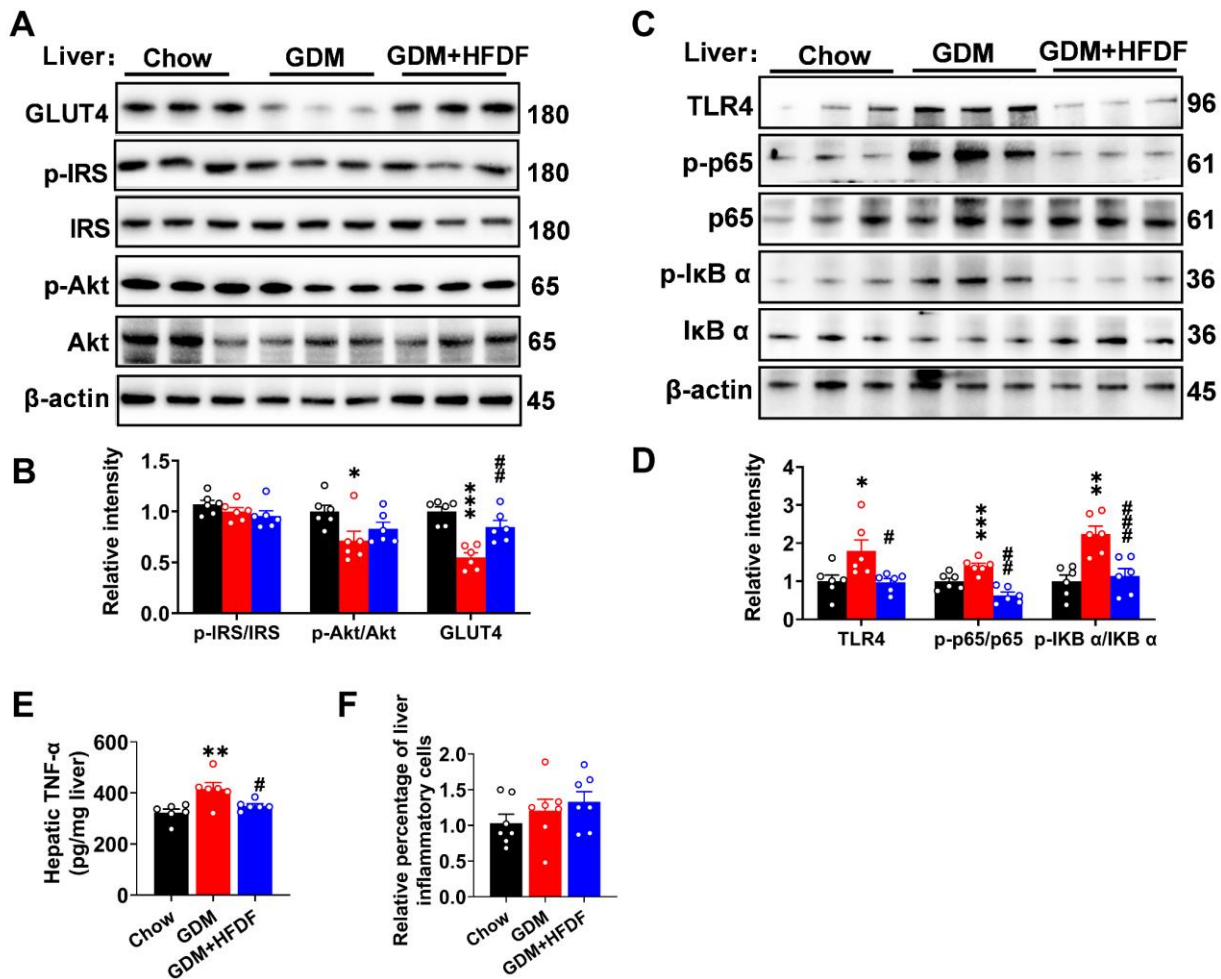 A
Liver： Chow GDM GDM+HFDF
GLUT4 180
p-IRS 180
IRS 180
p-Akt 65
Akt 65
β-actin 45
C
Liver： Chow GDM GDM+HFDF
TLR4 96
p-p65 61
p65 61
p-IκB α 36
IκB α 36
β-actin 45
B
Relative intensity
1.5
1.0
0.5
0.0
* *** ##
p-IRS/IRS p-Akt/Akt GLUT4
D
Relative intensity
4
3
2
1
0
* # *** ## ** ###
TLR4 p-p65/p65 p-IKB α/IKB α
E
Hepatic TNF-α
(pg/mg liver)
600
400
200
0
** #
Chow GDM GDM+HFDF
F
Relative percentage of liver
inflammatory cells
2.0
1.5
1.0
0.5
0.0
Chow GDM GDM+HFDF